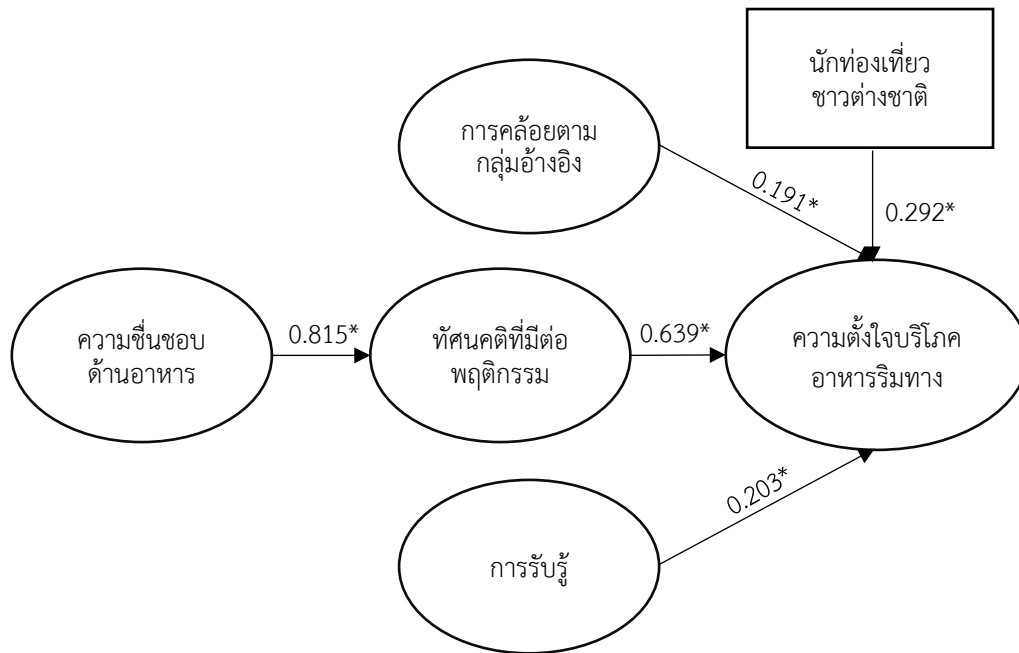 นักท่องเที่ยว
ชาวต่างชาติ
การคล้อยตาม
กลุ่มอ้างอิง
0.191*
0.292*
ความชื่นชอบ
ด้านอาหาร
0.815*
ทัศนคติที่มีต่อ
พฤติกรรม
0.639*
ความตั้งใจบริโภค
อาหารริมทาง
0.203*
การรับรู้